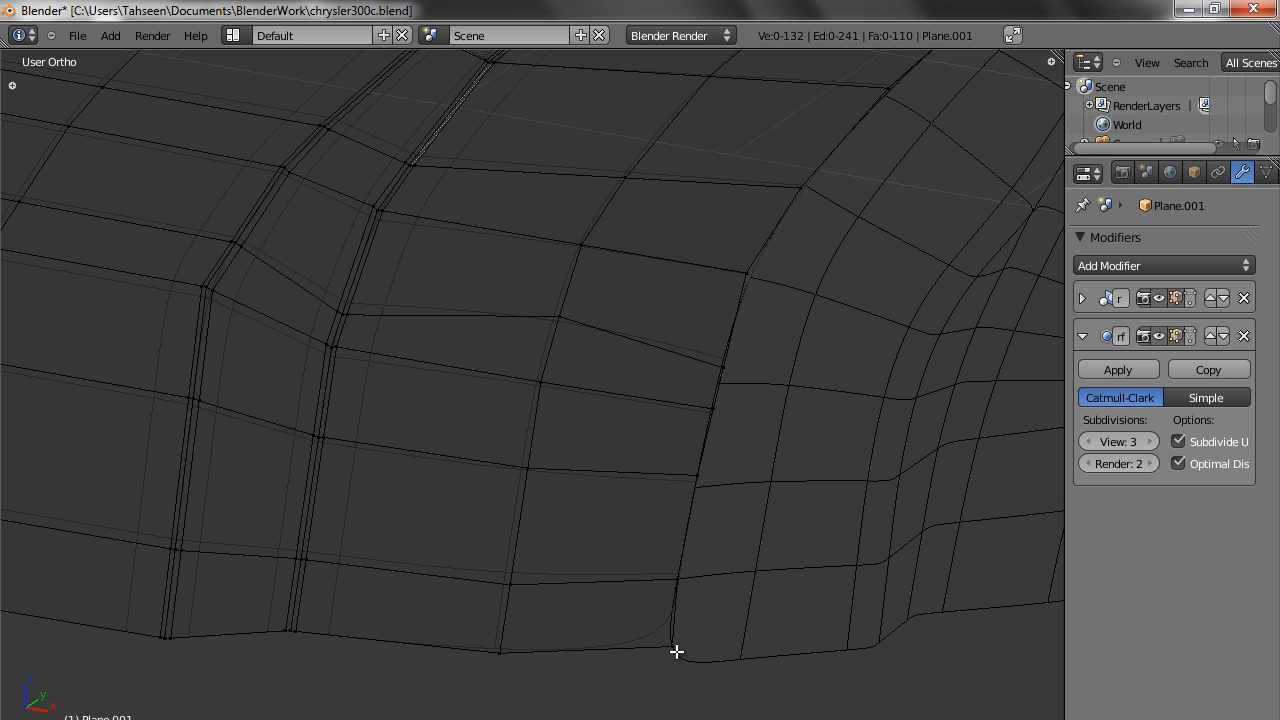 Blender* [C:\Users\Tahseen\Documents\BlenderWork\chrysler300c.blend]
File Add Render Help Default Scene Blender Render Ve:0-132 | Ed:0-241 | Fa:0-110 | Plane.001
User Ortho
View Search All Scenes
Scene
RenderLayers
World
Plane.001
Modifiers
Add Modifier
r
rf
Apply Copy
Catmull-Clark Simple
Subdivisions: Options:
View: 3 Subdivide U
Render: 2 Optimal Dis
z
y
x
(1) Plane.001